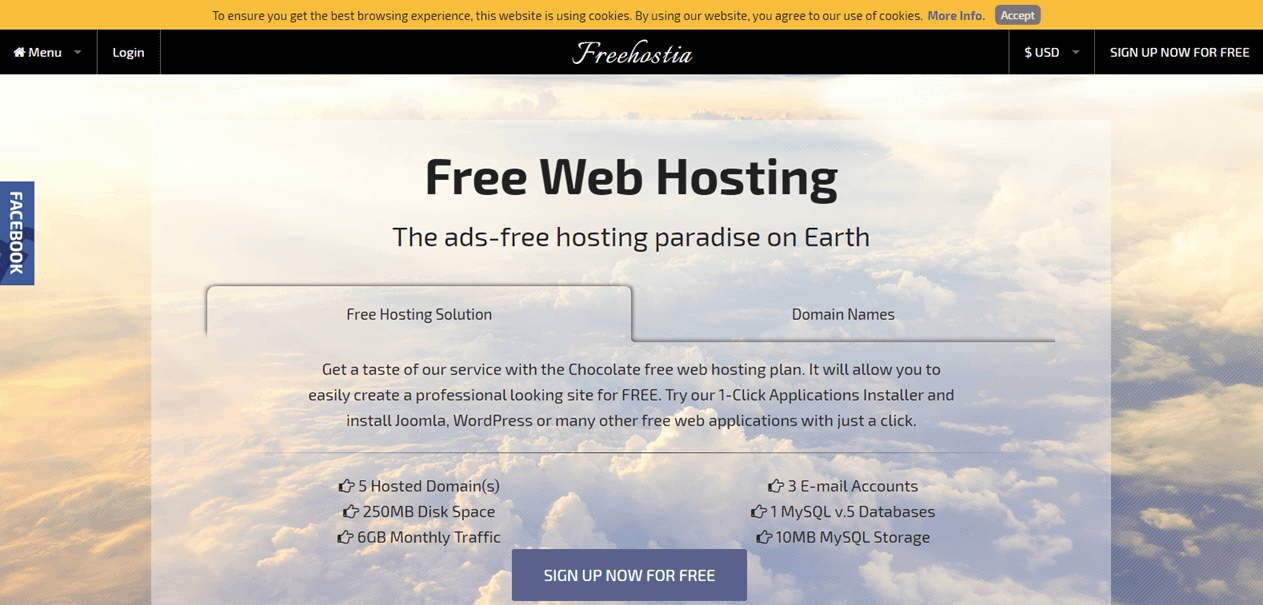 To ensure you get the best browsing experience, this website is using cookies. By using our website, you agree to our use of cookies. More Info. Accept
Menu Login Freehostia $ USD SIGN UP NOW FOR FREE
Free Web Hosting
The ads-free hosting paradise on Earth
FACEBOOK
Free Hosting Solution Domain Names
Get a taste of our service with the Chocolate free web hosting plan. It will allow you to
easily create a professional looking site for FREE. Try our 1-Click Applications Installer and
install Joomla, WordPress or many other free web applications with just a click.
5 Hosted Domain(s) 3 E-mail Accounts
250MB Disk Space 1 MySQL v.5 Databases
6GB Monthly Traffic 10MB MySQL Storage
SIGN UP NOW FOR FREE